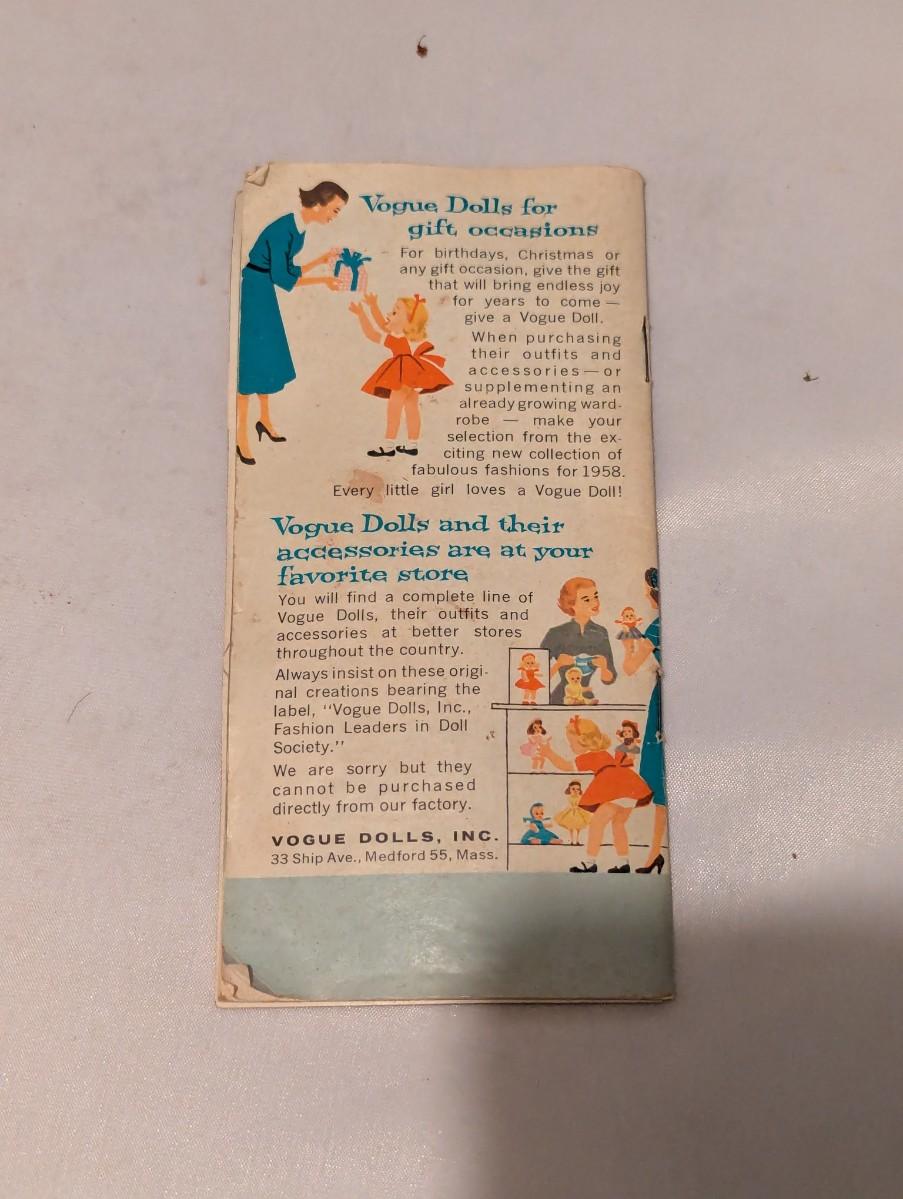 Vogue Dolls for
gift occasions
For birthdays, Christmas or
any gift occasion, give the gift
that will bring endless joy
for years to come —
give a Vogue Doll.
When purchasing
their outfits and
accessories — or
supplementing an
already growing ward-
robe — make your
selection from the ex-
citing new collection of
fabulous fashions for 1958.
Every little girl loves a Vogue Doll!
Vogue Dolls and their
accessories are at your
favorite store
You will find a complete line of
Vogue Dolls, their outfits and
accessories at better stores
throughout the country.
Always insist on these origi-
nal creations bearing the
label, "Vogue Dolls, Inc.,
Fashion Leaders in Doll
Society."
We are sorry but they
cannot be purchased
directly from our factory.
VOGUE DOLLS, INC.
33 Ship Ave., Medford 55, Mass.